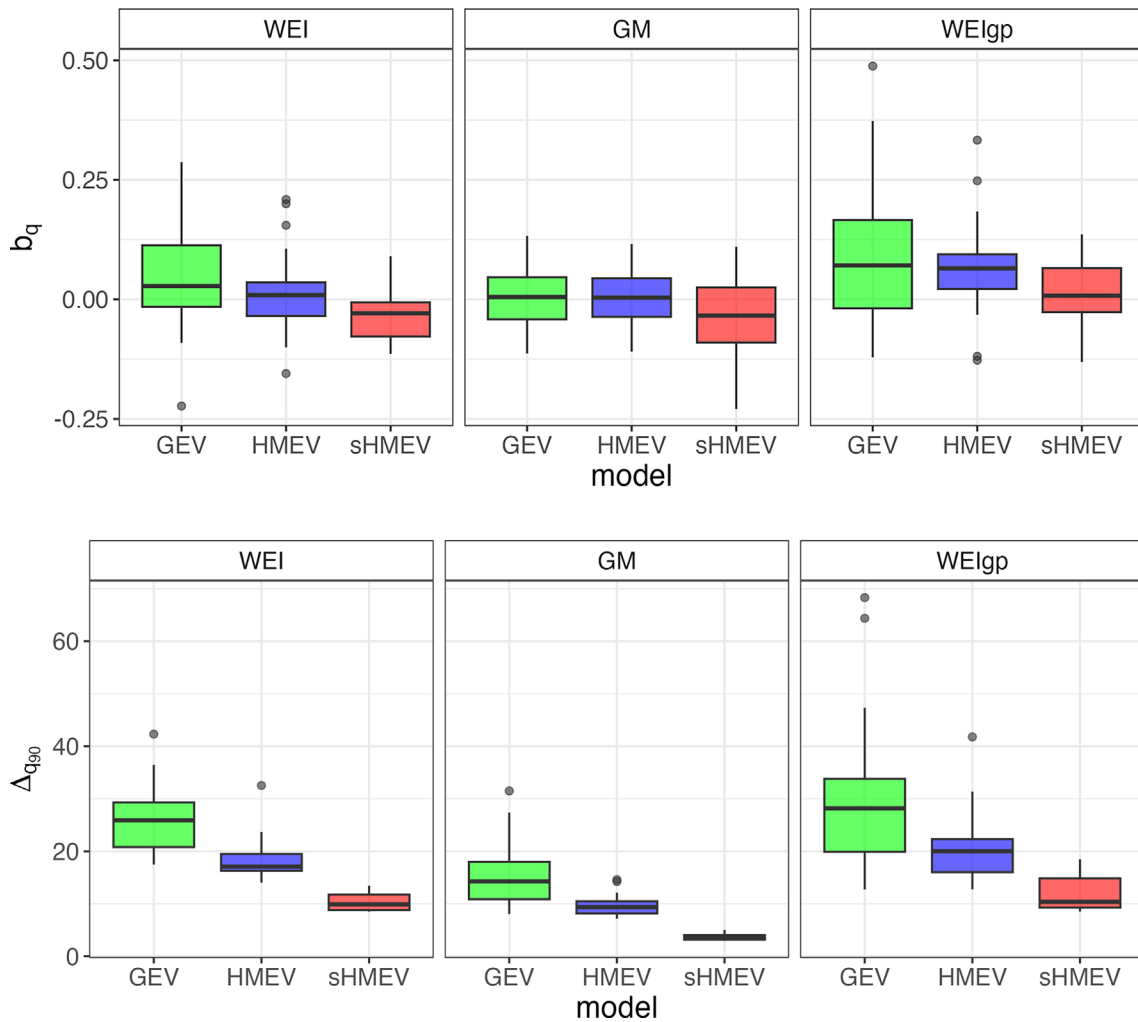 WEI GM WEIgp
0.50
0.25
0.00
-0.25
b_q
GEV HMEV sHMEV GEV HMEV sHMEV GEV HMEV sHMEV
model
WEI GM WEIgp
60
40
20
0
Δ_q90
GEV HMEV sHMEV GEV HMEV sHMEV GEV HMEV sHMEV
model